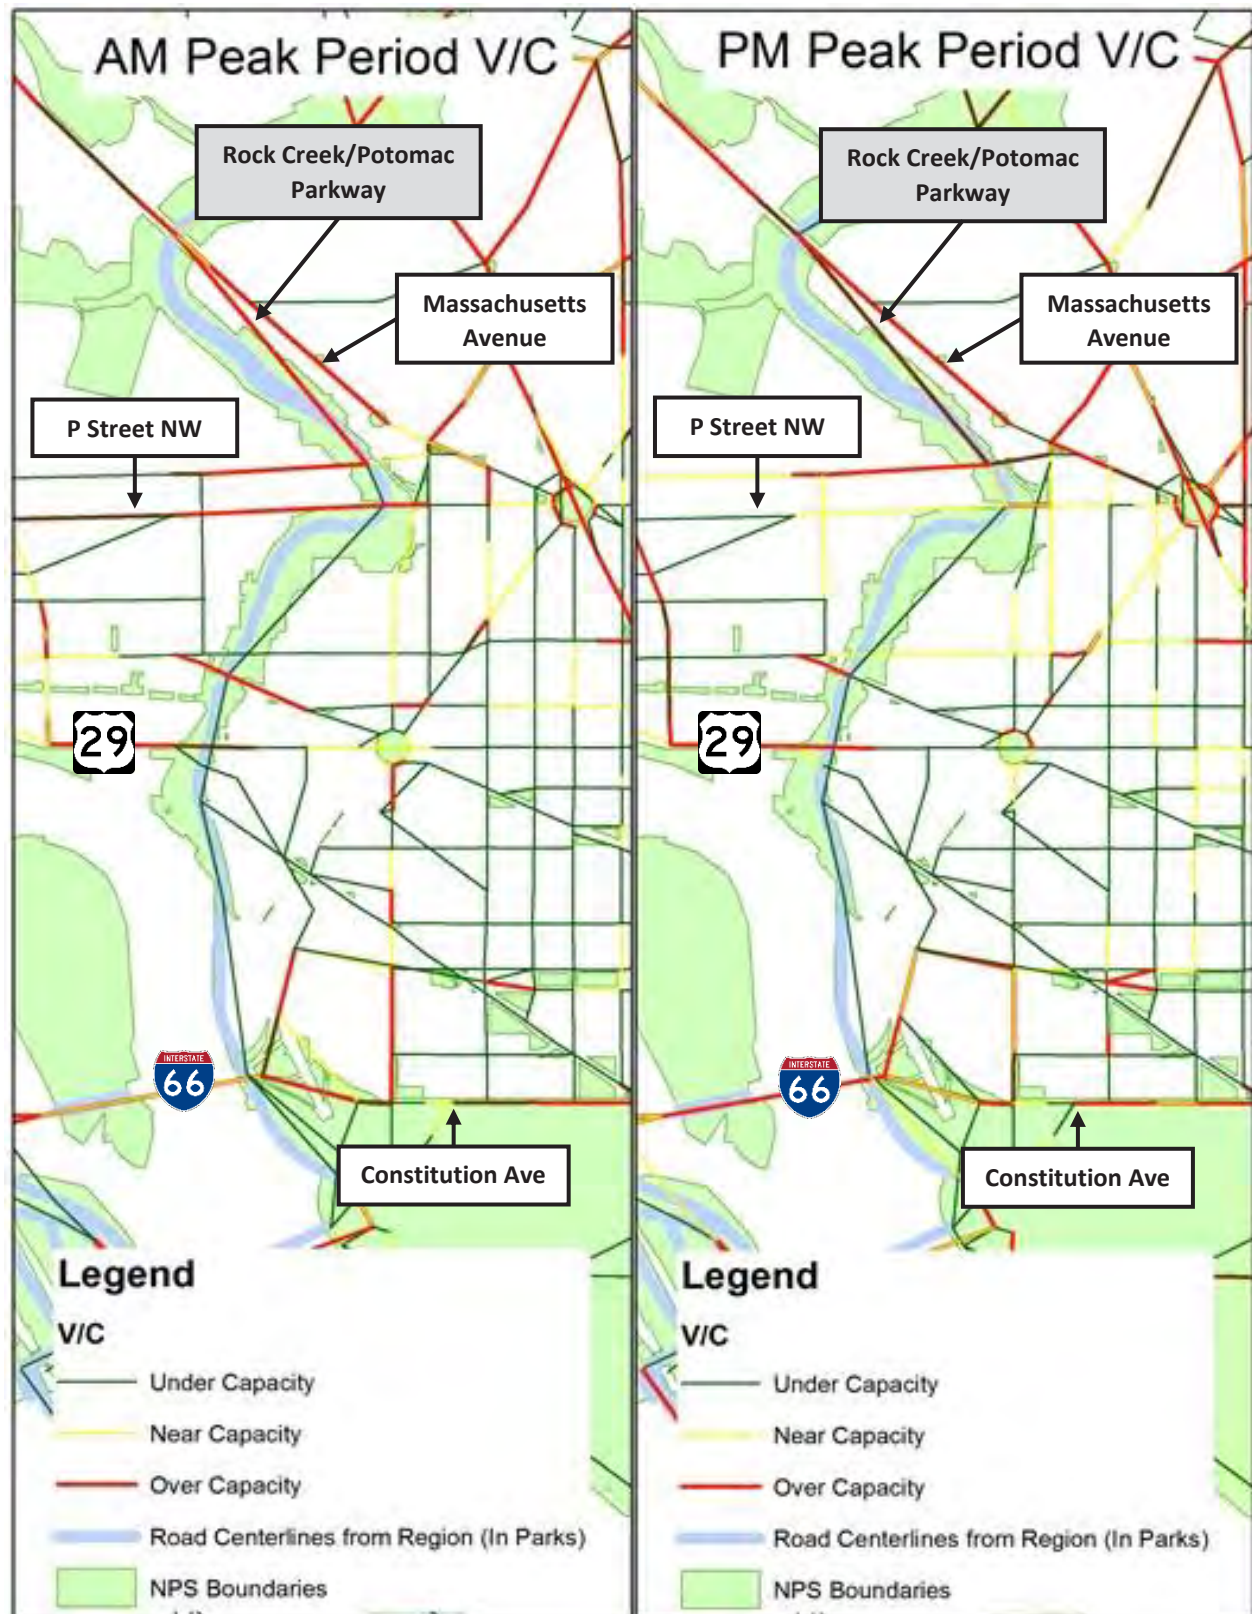 AM Peak Period V/C
Rock Creek/Potomac
Parkway
Massachusetts
Avenue
P Street NW
29
INTERSTATE
66
Constitution Ave
Legend
V/C
Under Capacity
Near Capacity
Over Capacity
Road Centerlines from Region (In Parks)
NPS Boundaries
PM Peak Period V/C
Rock Creek/Potomac
Parkway
Massachusetts
Avenue
P Street NW
29
INTERSTATE
66
Constitution Ave
Legend
V/C
Under Capacity
Near Capacity
Over Capacity
Road Centerlines from Region (In Parks)
NPS Boundaries